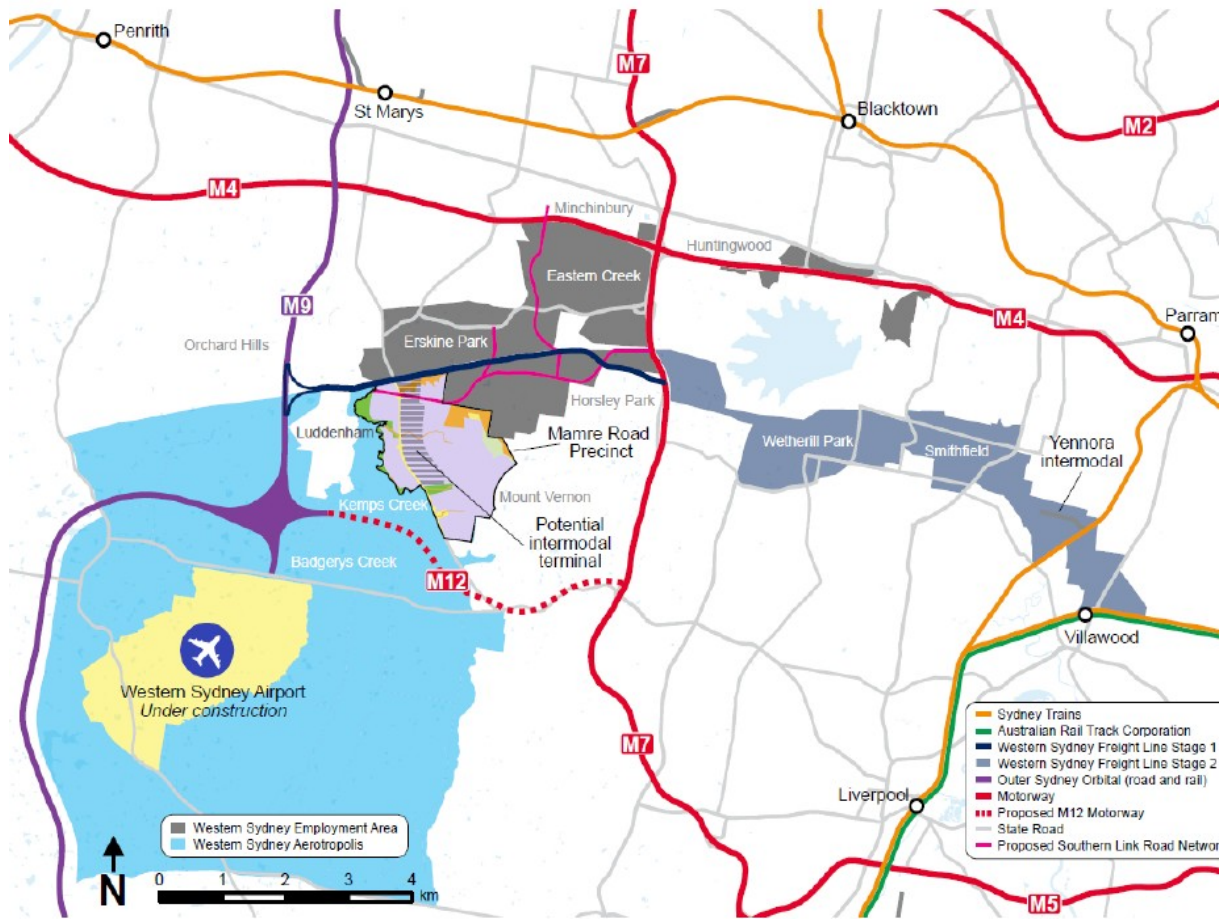 Penrith
St Marys
M7
Blacktown
M2
M4
Minchinbury
Huntingwood
Eastern Creek
M9
M4
Parram
Orchard Hills
Erskine Park
Horsley Park
Luddenham
Mamre Road
Precinct
Wetherill Park
Smithfield
Yennora
intermodal
Kemps Creek
Mount Vernon
Potential
intermodal
terminal
Badgerys Creek
M12
Villawood
Western Sydney Airport
Under construction
M7
Liverpool
Sydney Trains
Australian Rail Track Corporation
Western Sydney Freight Line Stage 1
Western Sydney Freight Line Stage 2
Outer Sydney Orbital (road and rail)
Motorway
Proposed M12 Motorway
State Road
Proposed Southern Link Road Networ
Western Sydney Employment Area
Western Sydney Aerotropolis
N
0 1 2 3 4
km
M5